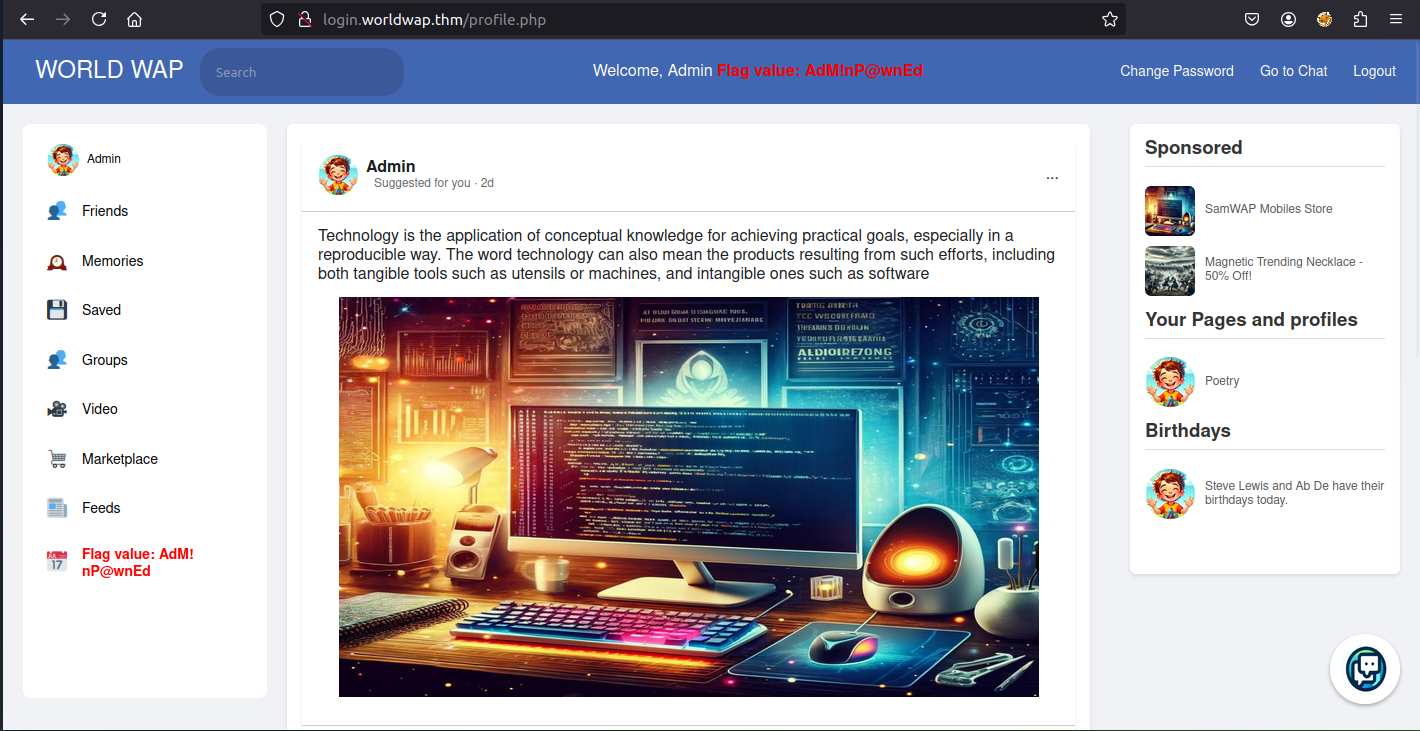 login.worldwap.thm/profile.php
WORLD WAP
Search
Welcome, Admin Flag value: AdM!nP@wnEd
Change Password
Go to Chat
Logout
Admin
Friends
Memories
Saved
Groups
Video
Marketplace
Feeds
17
Flag value: AdM!
nP@wnEd
Admin
Suggested for you · 2d
...
Technology is the application of conceptual knowledge for achieving practical goals, especially in a
reproducible way. The word technology can also mean the products resulting from such efforts, including
both tangible tools such as utensils or machines, and intangible ones such as software
Sponsored
SamWAP Mobiles Store
Magnetic Trending Necklace -
50% Off!
Your Pages and profiles
Poetry
Birthdays
Steve Lewis and Ab De have their
birthdays today.